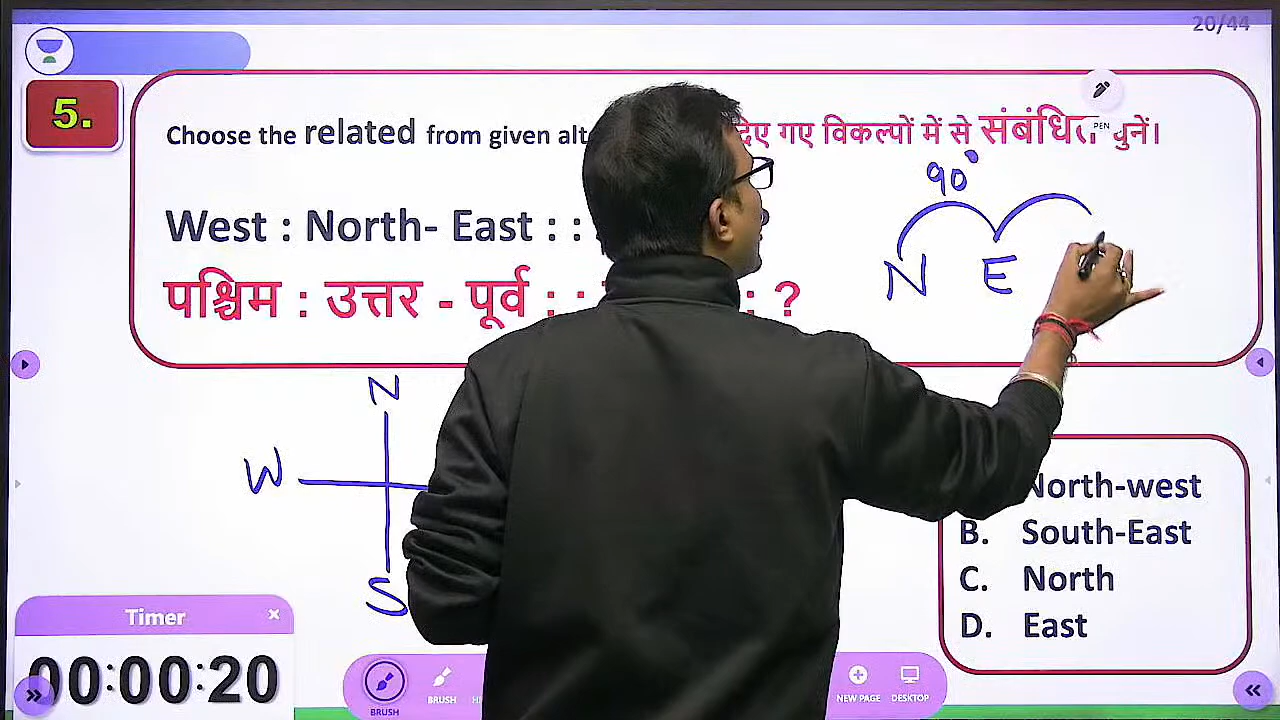 20/44
5.
Choose the related from given दिए गए विकल्पों में से संबंधित चुनें।
PEN
90°
West : North- East : :
N E
पश्चिम : उत्तर - पूर्व : : : ?
N
W
S
North-west
B. South-East
C. North
D. East
Timer ×
00:00:20
BRUSH
BRUSH
NEW PAGE
DESKTOP